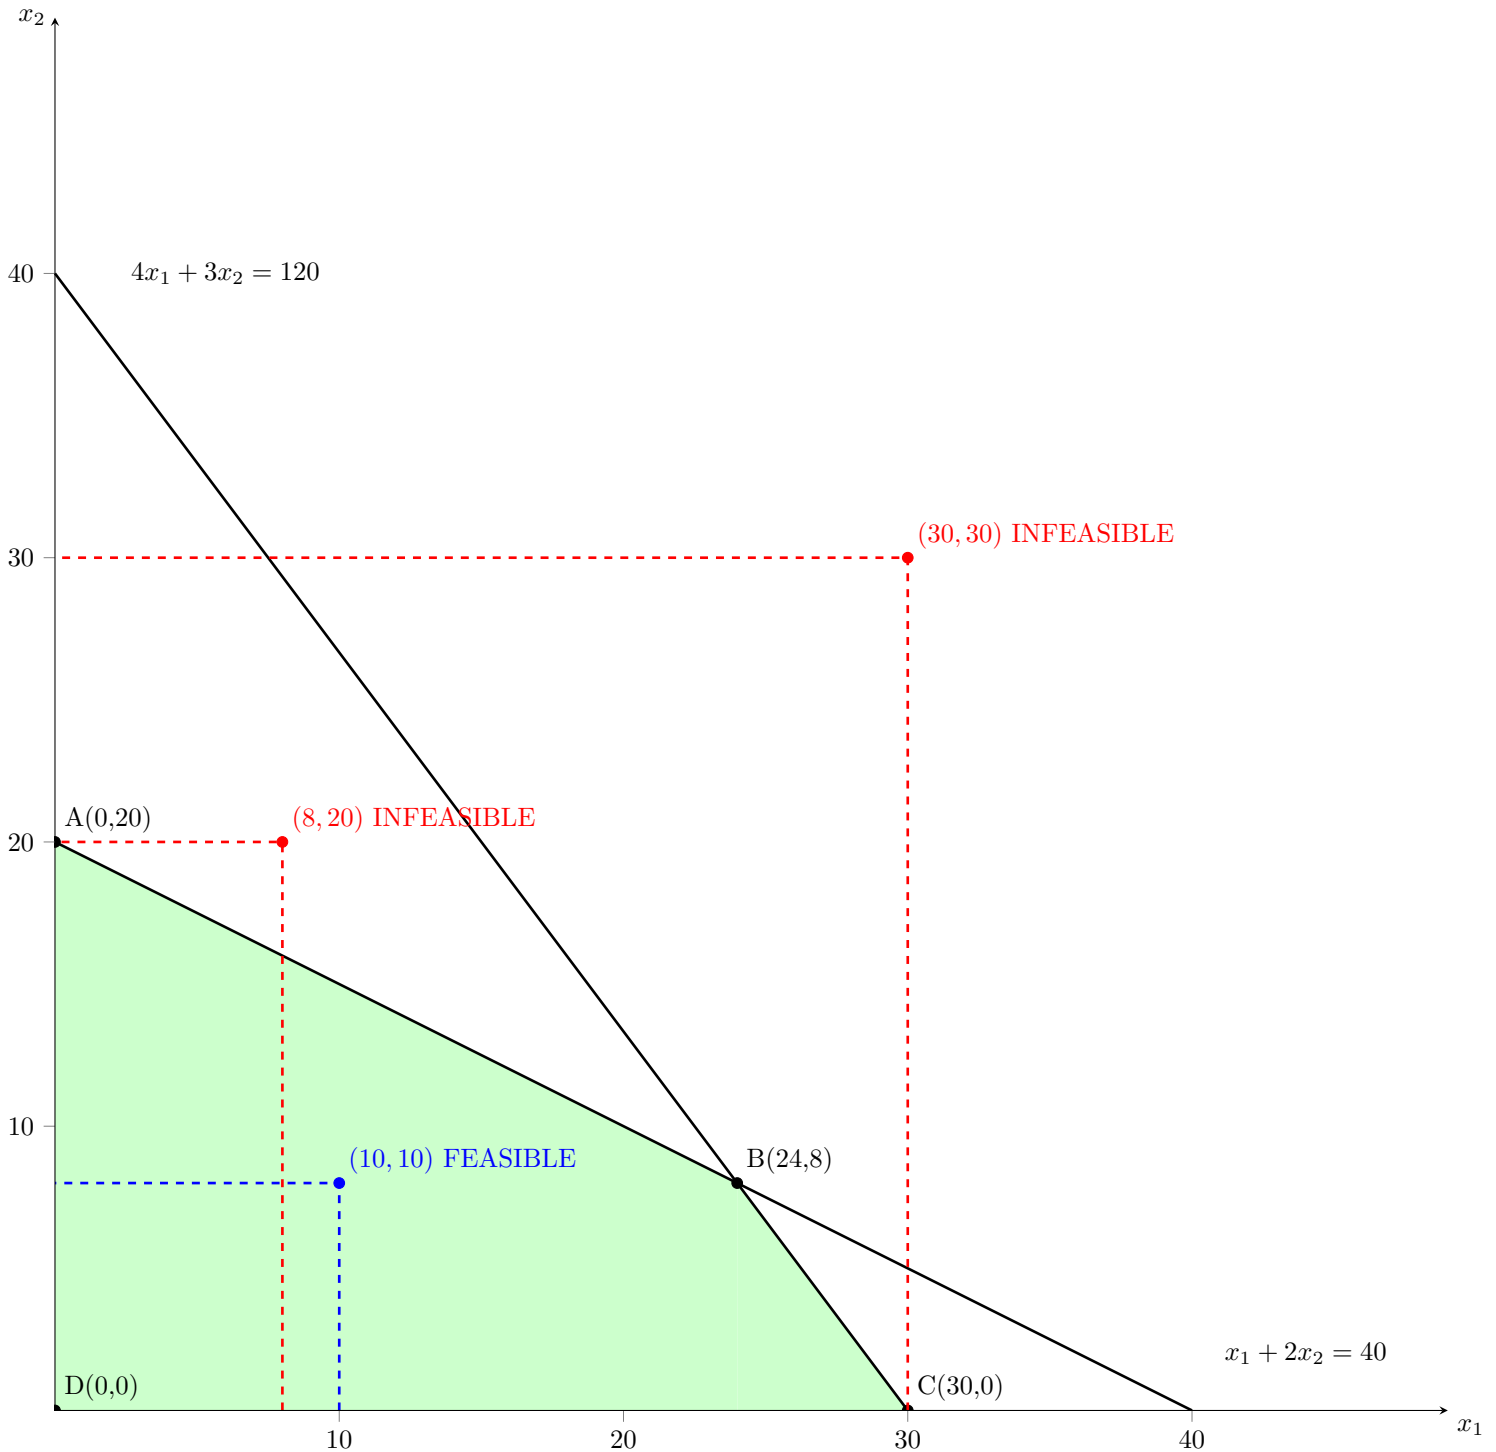 x₂
40
4x₁ + 3x₂ = 120
30
(30, 30) INFEASIBLE
20
A(0,20)
(8, 20) INFEASIBLE
10
(10, 10) FEASIBLE
B(24,8)
x₁ + 2x₂ = 40
D(0,0)
C(30,0)
10
20
30
40
x₁